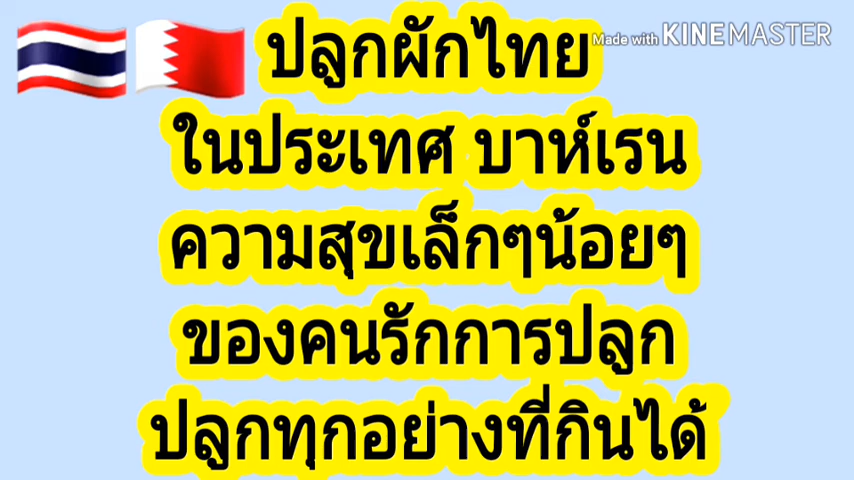 ปลูกผักไทย
Made with KINEMASTER
ในประเทศ บาห์เรน
ความสุขเล็กๆน้อยๆ
ของคนรักการปลูก
ปลูกทุกอย่างที่กินได้